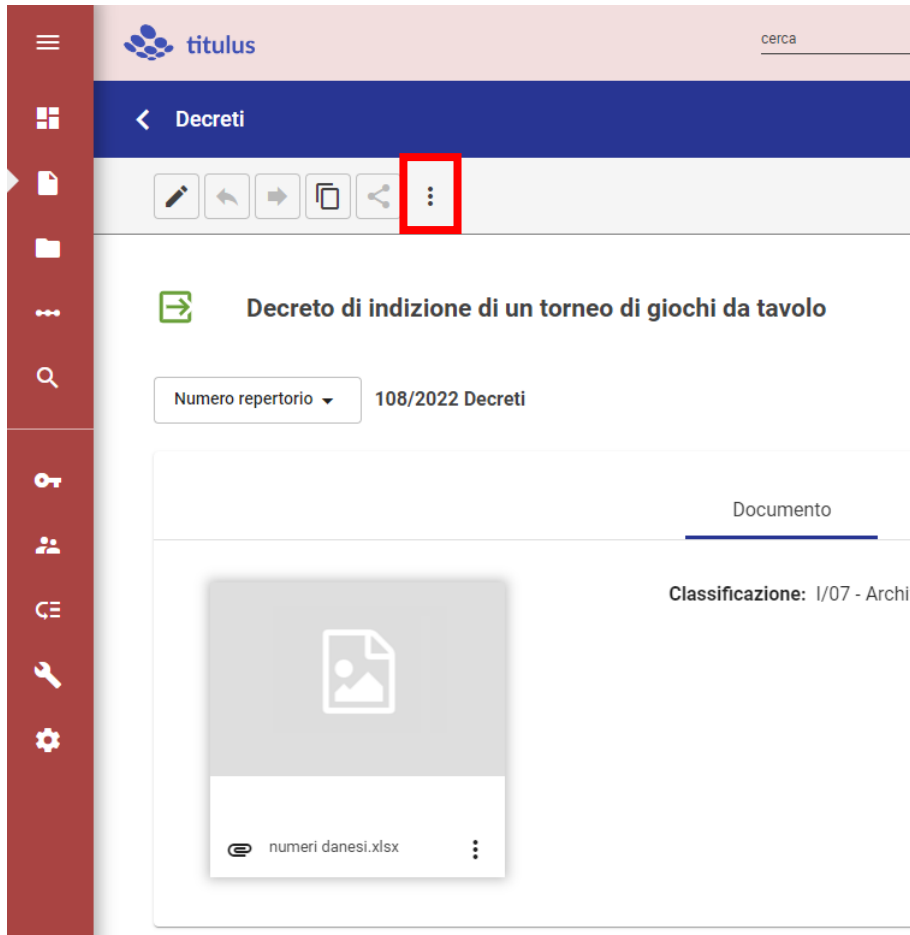 titulus
cerca
Decreti
Decreto di indizione di un torneo di giochi da tavolo
Numero repertorio
108/2022 Decreti
Documento
Classificazione: I/07 - Archi
numeri danesi.xlsx